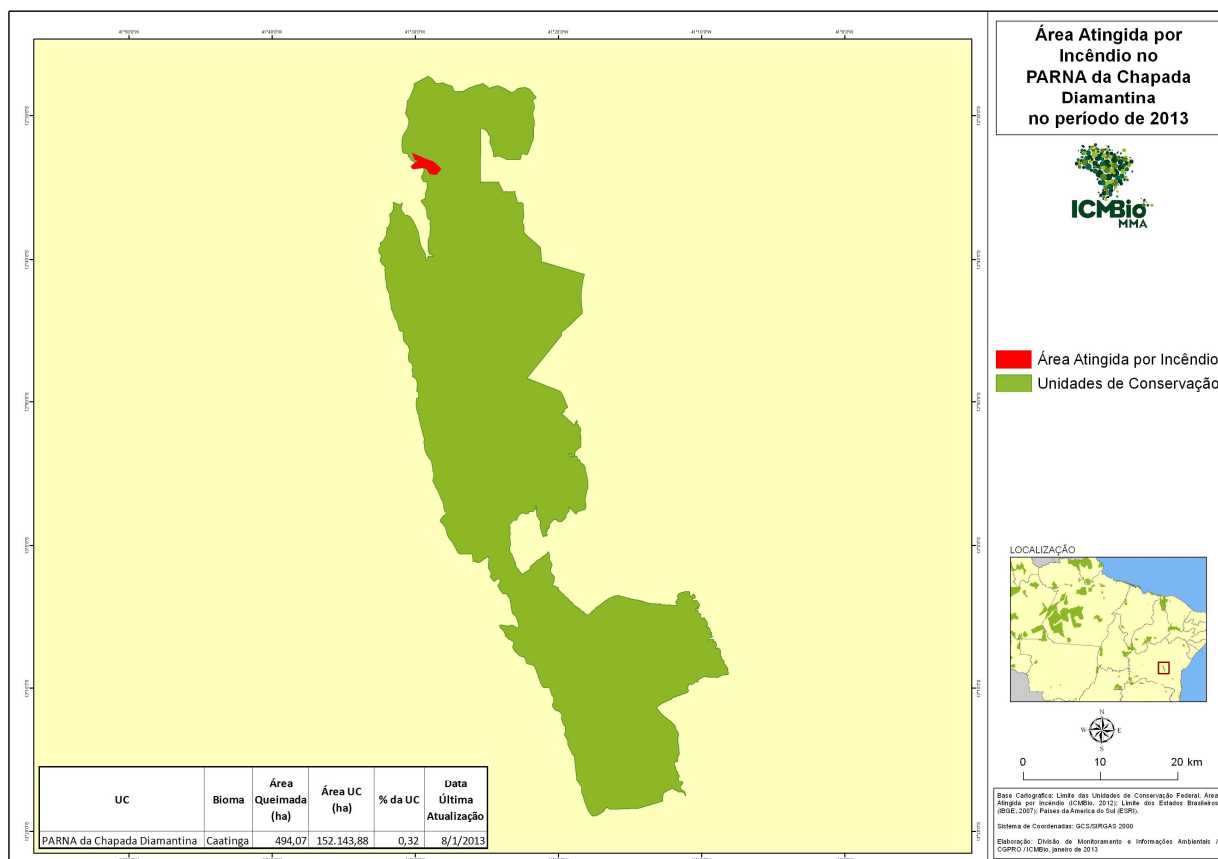 Área Atingida por
Incêndio no
PARNA da Chapada
Diamantina
no período de 2013
ICMBio
MMA
Área Atingida por Incêndio
Unidades de Conservação
LOCALIZAÇÃO
N
W E
S
0 10 20 km
Base Cartográfica: Limite das Unidades de Conservação Federal, Área
Atingida por Incêndio (ICMBio, 2012); Limite dos Estados Brasileiros
(IBGE, 2007); Países da America do Sul (ESRI).
Sistema de Coordenadas: GCS/SIRGAS 2000
Elaboração: Divisão de Monitoramento e Informações Ambientais /
CGPRO / ICMBio, janeiro de 2013
UC Bioma Área Queimada (ha) Área UC (ha) % da UC Data Última Atualização
PARNA da Chapada Diamantina Caatinga 494,07 152.143,88 0,32 8/1/2013